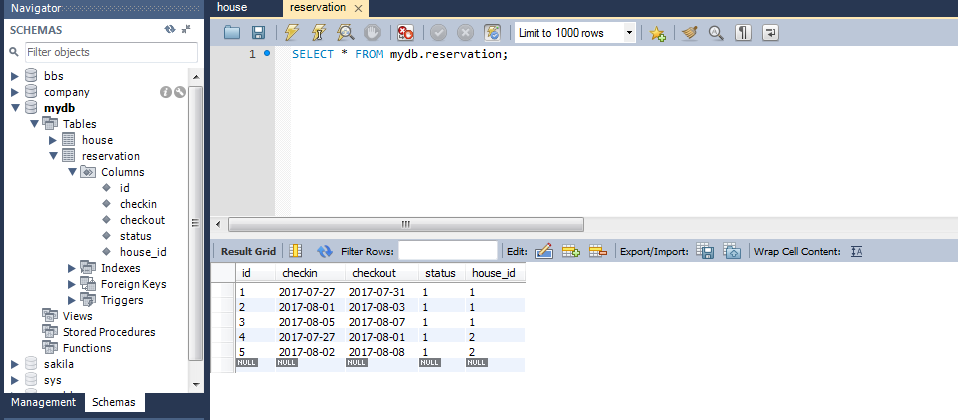 Navigator
house
reservation
SCHEMAS
Limit to 1000 rows
Filter objects
1
SELECT * FROM mydb.reservation;
bbs
company
mydb
Tables
house
reservation
Columns
id
checkin
checkout
status
house_id
Indexes
Foreign Keys
Triggers
Views
Stored Procedures
Functions
sakila
sys
Management
Schemas
Result Grid
Filter Rows:
Edit:
Export/Import:
Wrap Cell Content:
id checkin checkout status house_id
1 2017-07-27 2017-07-31 1 1
2 2017-08-01 2017-08-03 1 1
3 2017-08-05 2017-08-07 1 1
4 2017-07-27 2017-08-01 1 2
5 2017-08-02 2017-08-08 1 2
NULL NULL NULL NULL NULL